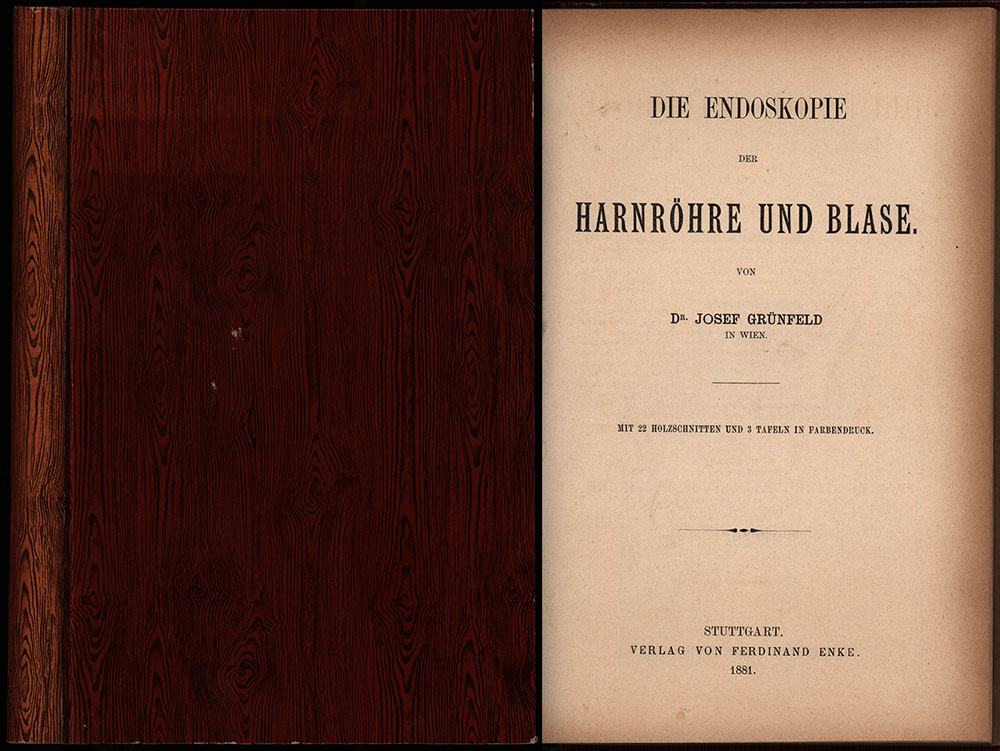 DIE ENDOSKOPIE
DER
HARNRÖHRE UND BLASE.
VON
DR. JOSEF GRÜNFELD
IN WIEN.
MIT 22 HOLZSCHNITTEN UND 3 TAFELN IN FARBENDRUCK.
STUTTGART.
VERLAG VON FERDINAND ENKE.
1881.